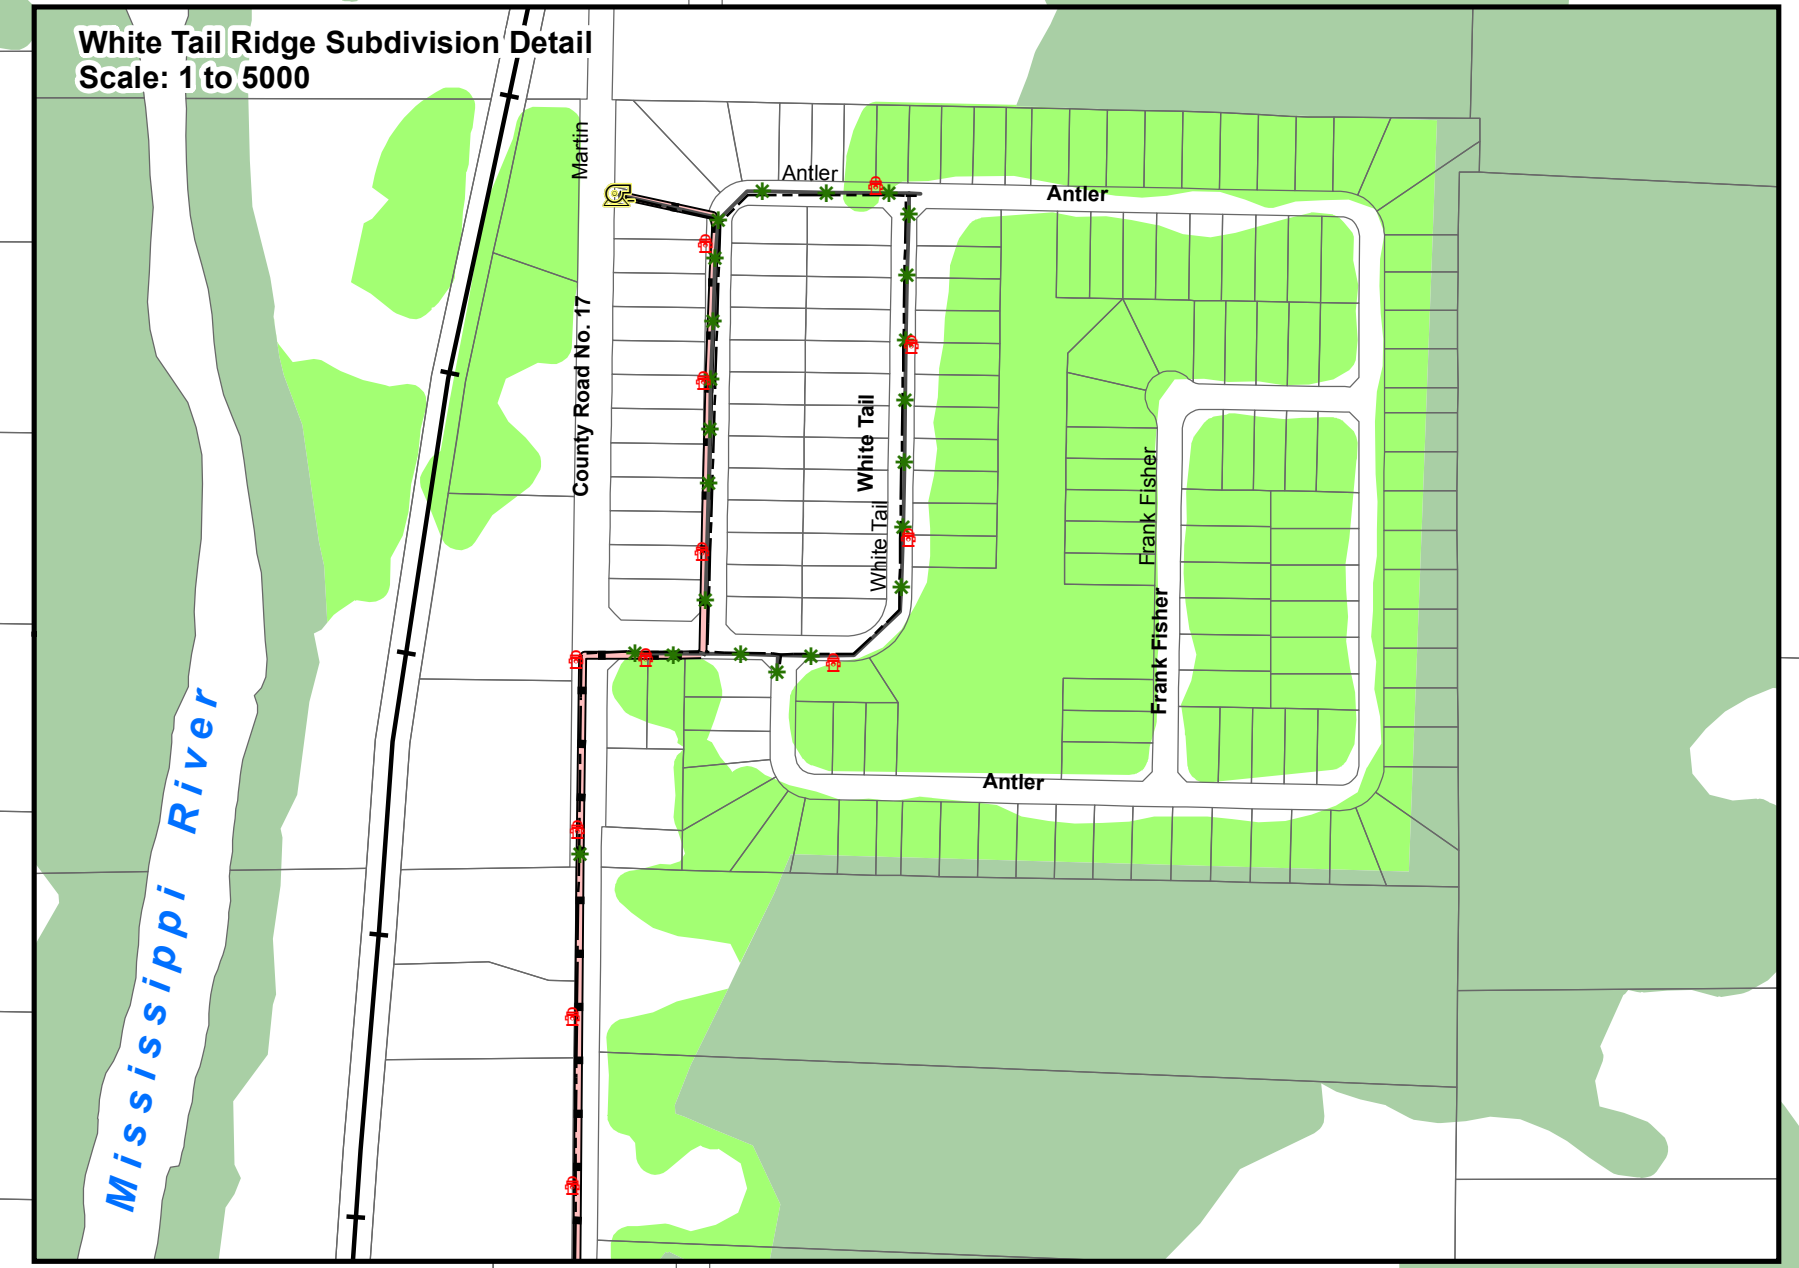 White Tail Ridge Subdivision Detail
Scale: 1 to 5000
Martin
Antler
Antler
County Road No. 17
White Tail
White Tail
Frank Fisher
Frank Fisher
Antler
Mississippi River